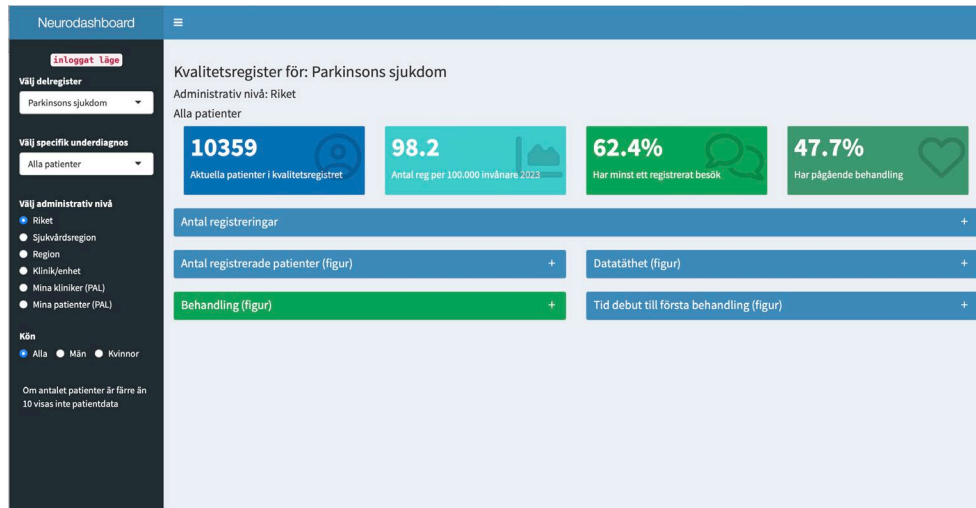 Neurodashboard
inloggat läge
Välj delregister
Parkinsons sjukdom
Välj specifik underdiagnos
Alla patienter
Välj administrativ nivå
Riket
Sjukvårdsregion
Region
Klinik/enhet
Mina kliniker (PAL)
Mina patienter (PAL)
Kön
Alla Män Kvinnor
Om antalet patienter är färre än
10 visas inte patientdata
Kvalitetsregister för: Parkinsons sjukdom
Administrativ nivå: Riket
Alla patienter
10359
Aktuella patienter i kvalitetsregistret
98.2
Antal reg per 100.000 invånare 2023
62.4%
Har minst ett registrerat besök
47.7%
Har pågående behandling
Antal registreringar +
Antal registrerade patienter (figur) +
Datatäthet (figur) +
Behandling (figur) +
Tid debut till första behandling (figur) +